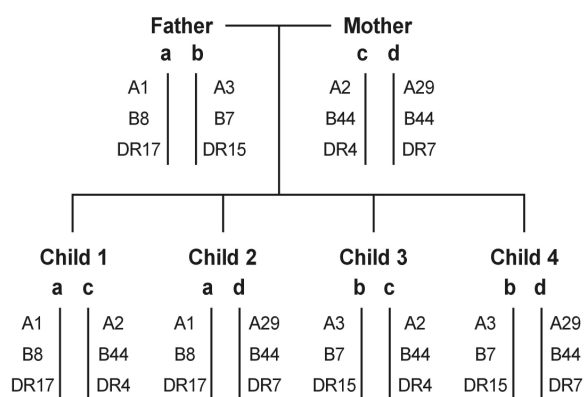 Father Mother
a b c d
A1 A3 A2 A29
B8 B7 B44 B44
DR17 DR15 DR4 DR7
Child 1 Child 2 Child 3 Child 4
a c a d b c b d
A1 A2 A1 A29 A3 A2 A3 A29
B8 B44 B8 B44 B7 B44 B7 B44
DR17 DR4 DR17 DR7 DR15 DR4 DR15 DR7